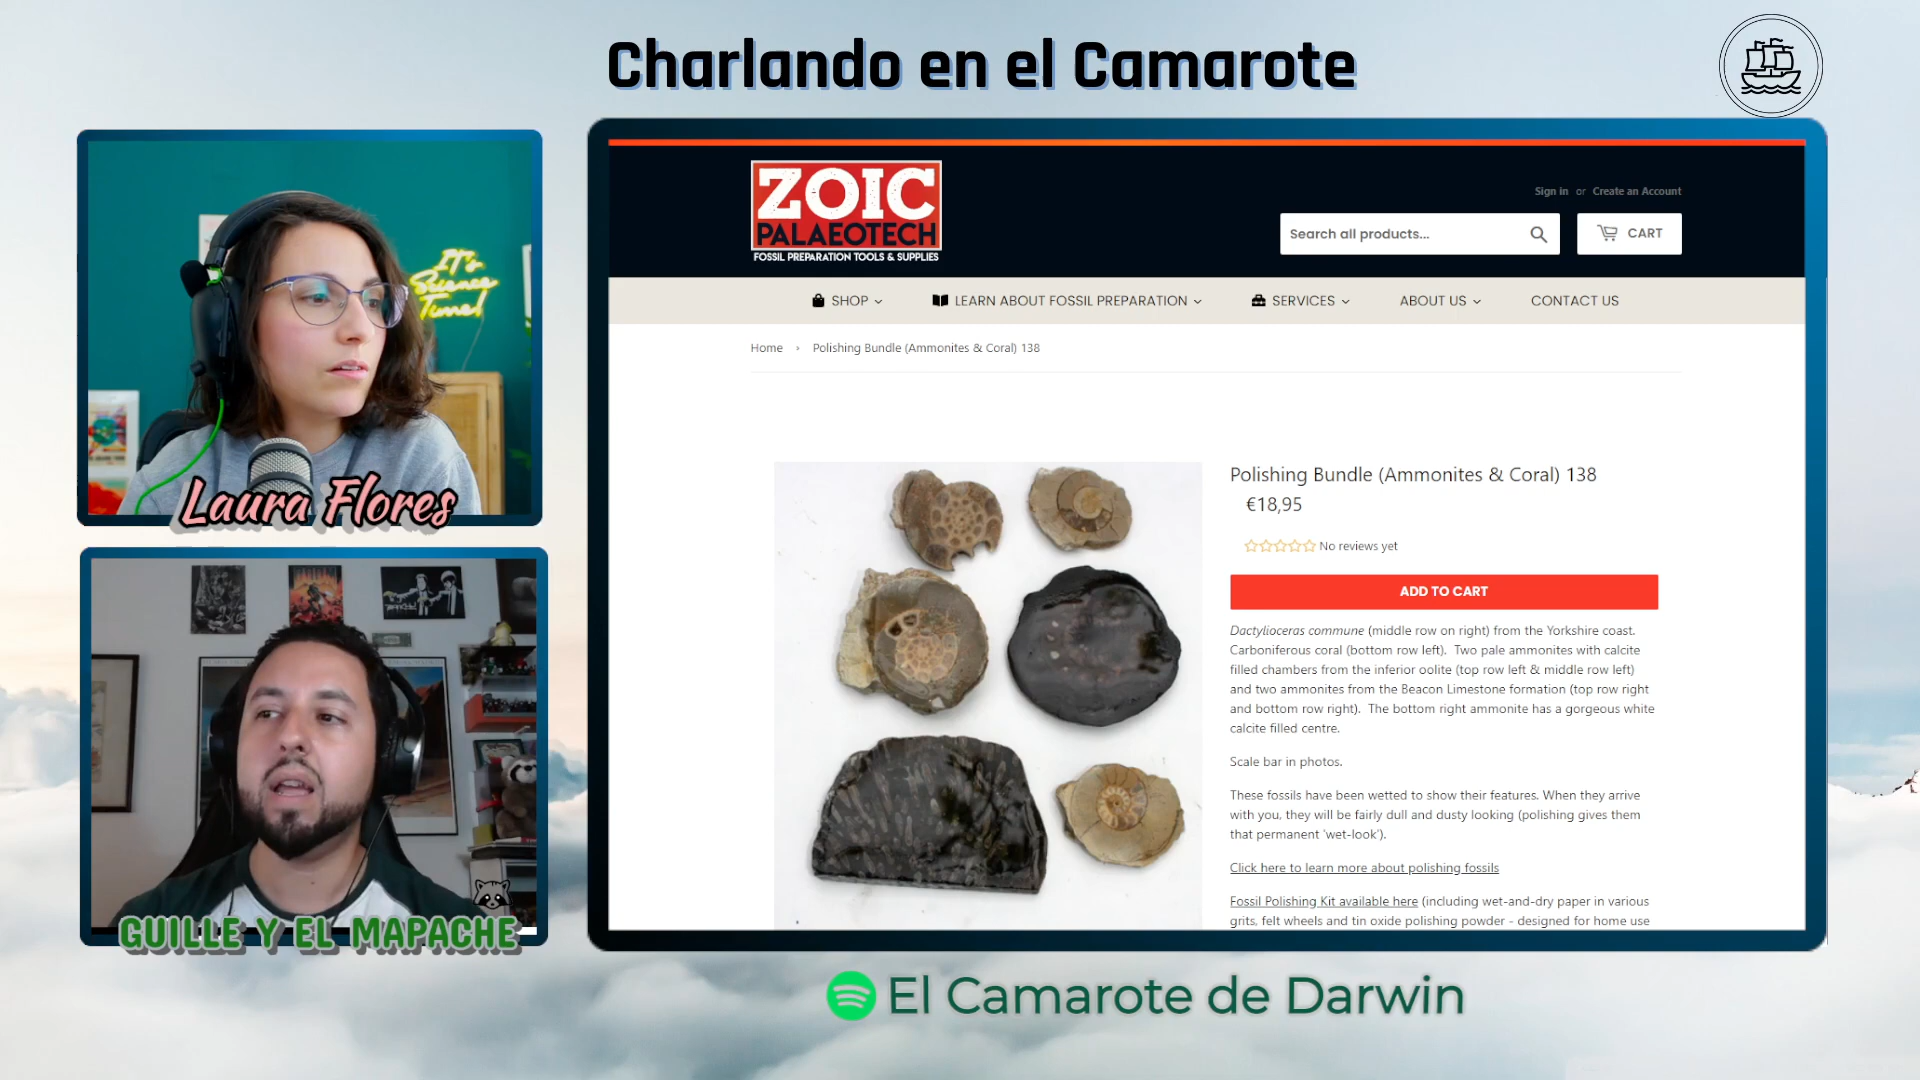 Charlando en el Camarote
It's
Science
Time!
Laura Flores
GUILLE Y EL MAPACHE
ZOIC
PALAEOTECH
FOSSIL PREPARATION TOOLS & SUPPLIES
Sign in or Create an Account
Search all products...
CART
SHOP
LEARN ABOUT FOSSIL PREPARATION
SERVICES
ABOUT US
CONTACT US
Home › Polishing Bundle (Ammonites & Coral) 138
Polishing Bundle (Ammonites & Coral) 138
€18,95
No reviews yet
ADD TO CART
Dactylioceras commune (middle row on right) from the Yorkshire coast.
Carboniferous coral (bottom row left). Two pale ammonites with calcite
filled chambers from the inferior oolite (top row left & middle row left)
and two ammonites from the Beacon Limestone formation (top row right
and bottom row right). The bottom right ammonite has a gorgeous white
calcite filled centre.
Scale bar in photos.
These fossils have been wetted to show their features. When they arrive
with you, they will be fairly dull and dusty looking (polishing gives them
that permanent 'wet-look').
Click here to learn more about polishing fossils
Fossil Polishing Kit available here (including wet-and-dry paper in various
grits, felt wheels and tin oxide polishing powder - designed for home use
El Camarote de Darwin